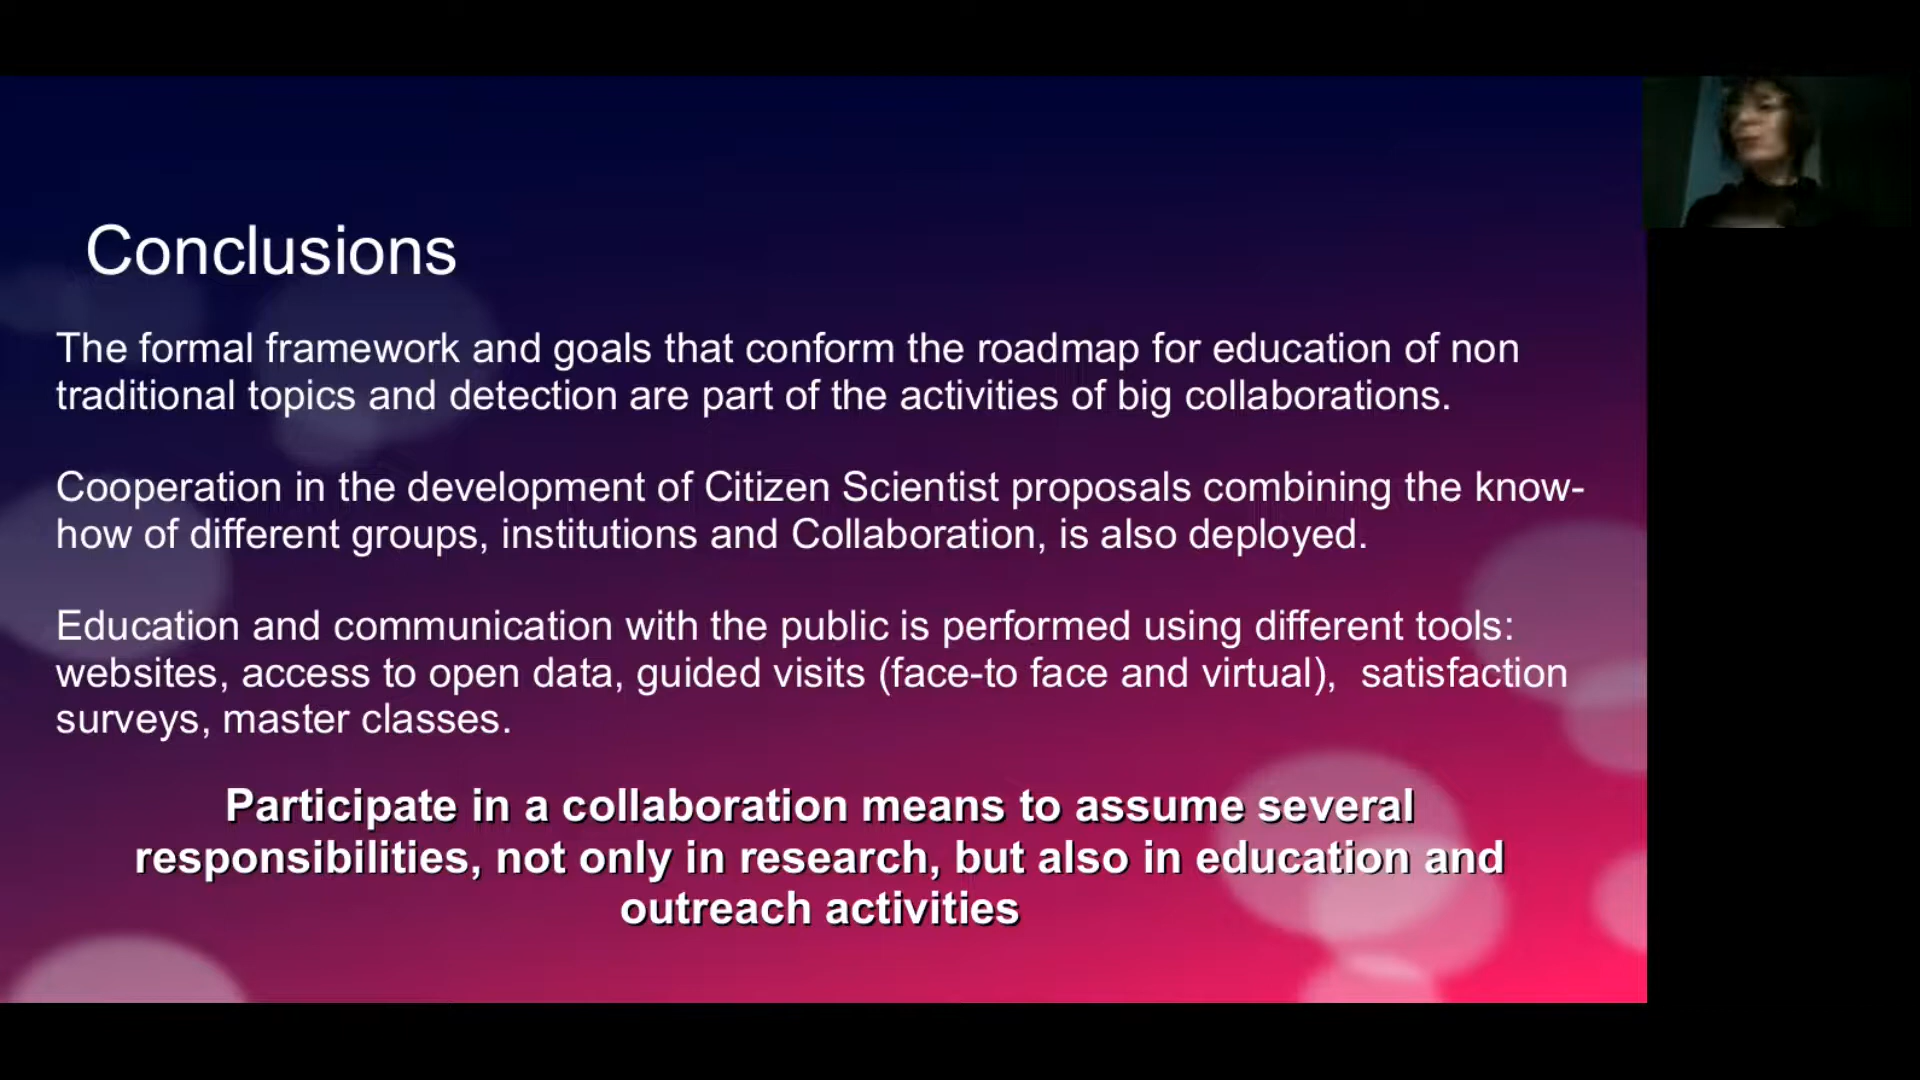 Conclusions
The formal framework and goals that conform the roadmap for education of non
traditional topics and detection are part of the activities of big collaborations.
Cooperation in the development of Citizen Scientist proposals combining the know-
how of different groups, institutions and Collaboration, is also deployed.
Education and communication with the public is performed using different tools:
websites, access to open data, guided visits (face-to face and virtual),  satisfaction
surveys, master classes.
Participate in a collaboration means to assume several
responsibilities, not only in research, but also in education and
outreach activities